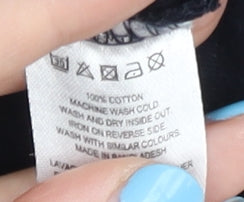 100% COTTON
MACHINE WASH COLD
WASH AND DRY INSIDE OUT
IRON ON REVERSE SIDE.
WASH WITH SIMILAR COLOURS.
MADE IN BANGLADESH